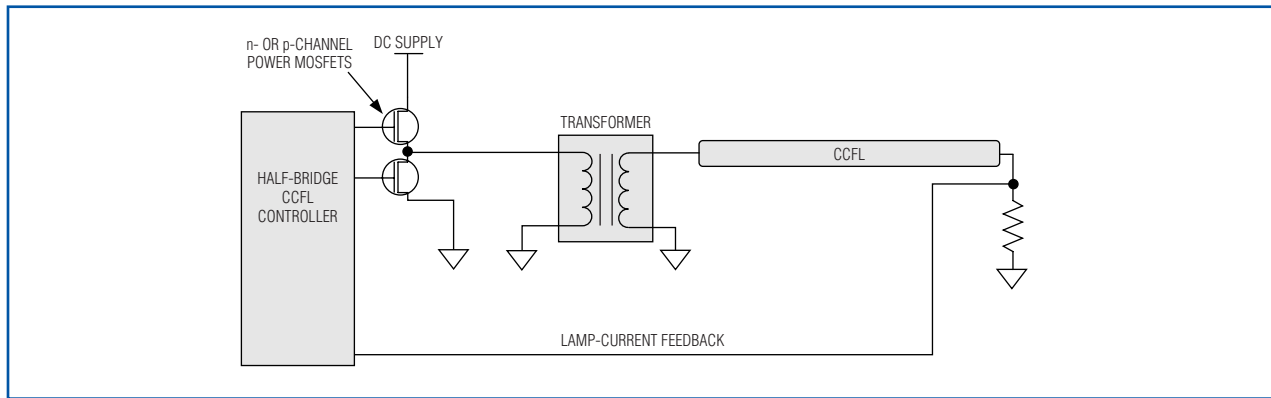 n- OR p-CHANNEL
POWER MOSFETS
DC SUPPLY
TRANSFORMER
CCFL
HALF-BRIDGE
CCFL
CONTROLLER
LAMP-CURRENT FEEDBACK